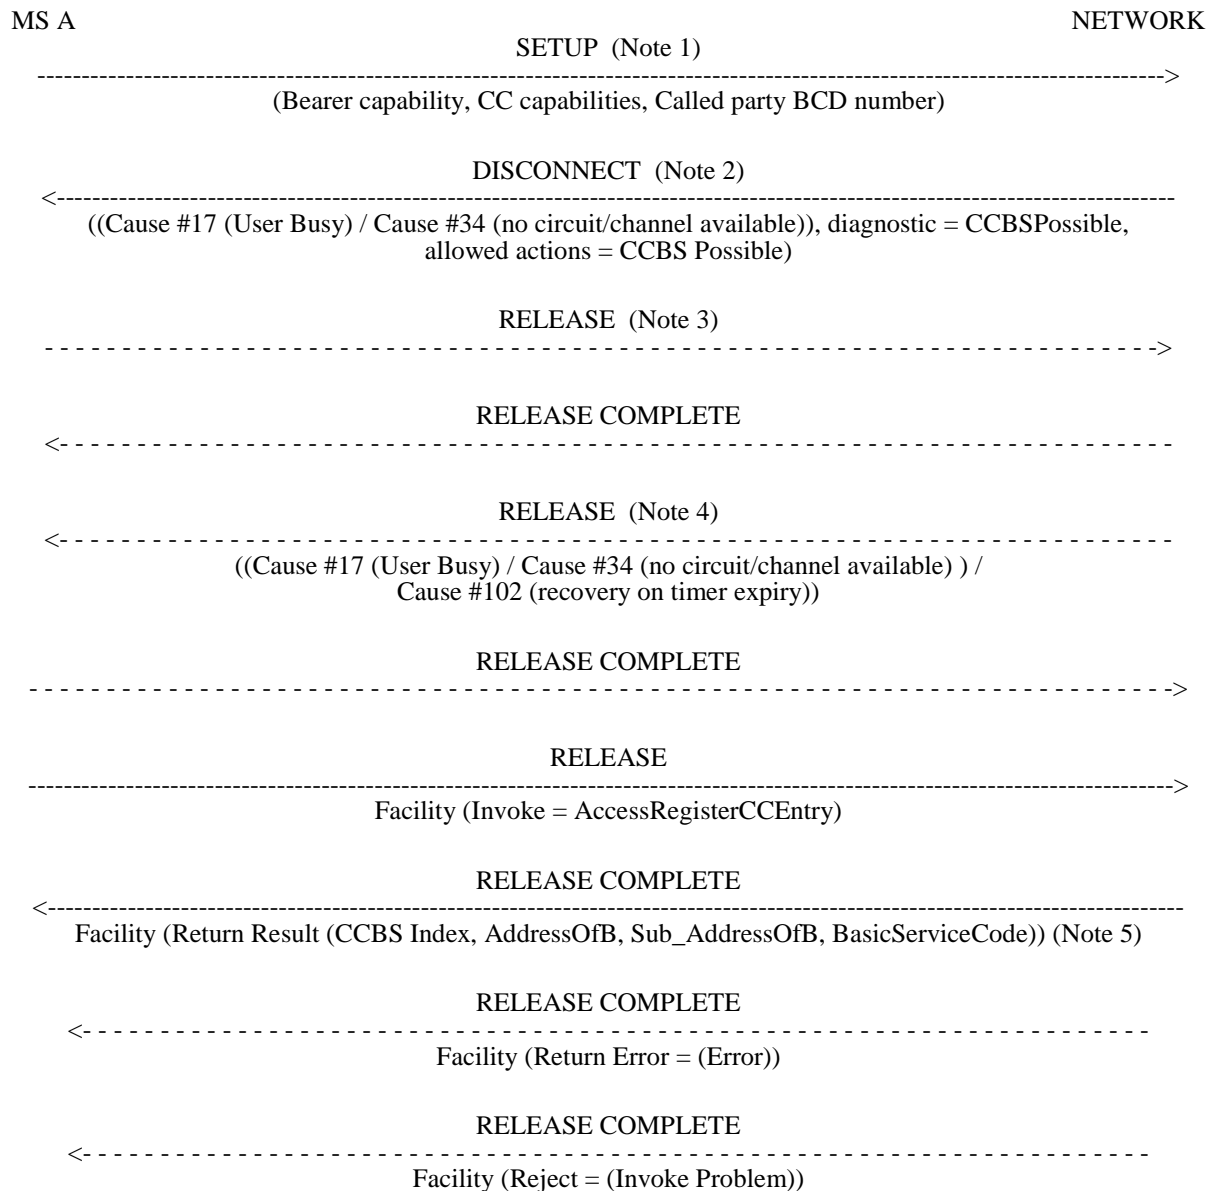 MS A NETWORK
SETUP (Note 1)
------------------------------------------------------------------------------------------------------------------------------->
(Bearer capability, CC capabilities, Called party BCD number)
DISCONNECT (Note 2)
<------------------------------------------------------------------------------------------------------------------------------
((Cause #17 (User Busy) / Cause #34 (no circuit/channel available)), diagnostic = CCBSPossible,
allowed actions = CCBS Possible)
RELEASE (Note 3)
- - - - - - - - - - - - - - - - - - - - - - - - - - - - - - - - - - - - - - - - - - - - - - - - - - - - - - - - - - - - - - - - - - - - - - - - ->
RELEASE COMPLETE
<- - - - - - - - - - - - - - - - - - - - - - - - - - - - - - - - - - - - - - - - - - - - - - - - - - - - - - - - - - - - - - - - - - - - - - - - -
RELEASE (Note 4)
<- - - - - - - - - - - - - - - - - - - - - - - - - - - - - - - - - - - - - - - - - - - - - - - - - - - - - - - - - - - - - - - - - - - - - - - - -
((Cause #17 (User Busy) / Cause #34 (no circuit/channel available) ) /
Cause #102 (recovery on timer expiry))
RELEASE COMPLETE
- - - - - - - - - - - - - - - - - - - - - - - - - - - - - - - - - - - - - - - - - - - - - - - - - - - - - - - - - - - - - - - - - - - - - - - - - ->
RELEASE
--------------------------------------------------------------------------------------------------------------------------------->
Facility (Invoke = AccessRegisterCCEntry)
RELEASE COMPLETE
<--------------------------------------------------------------------------------------------------------------------------------
Facility (Return Result (CCBS Index, AddressOfB, Sub_AddressOfB, BasicServiceCode)) (Note 5)
RELEASE COMPLETE
<- - - - - - - - - - - - - - - - - - - - - - - - - - - - - - - - - - - - - - - - - - - - - - - - - - - - - - - - - - - - - - - - - - - - - -
Facility (Return Error = (Error))
RELEASE COMPLETE
<- - - - - - - - - - - - - - - - - - - - - - - - - - - - - - - - - - - - - - - - - - - - - - - - - - - - - - - - - - - - - - - - - - - - - -
Facility (Reject = (Invoke Problem))